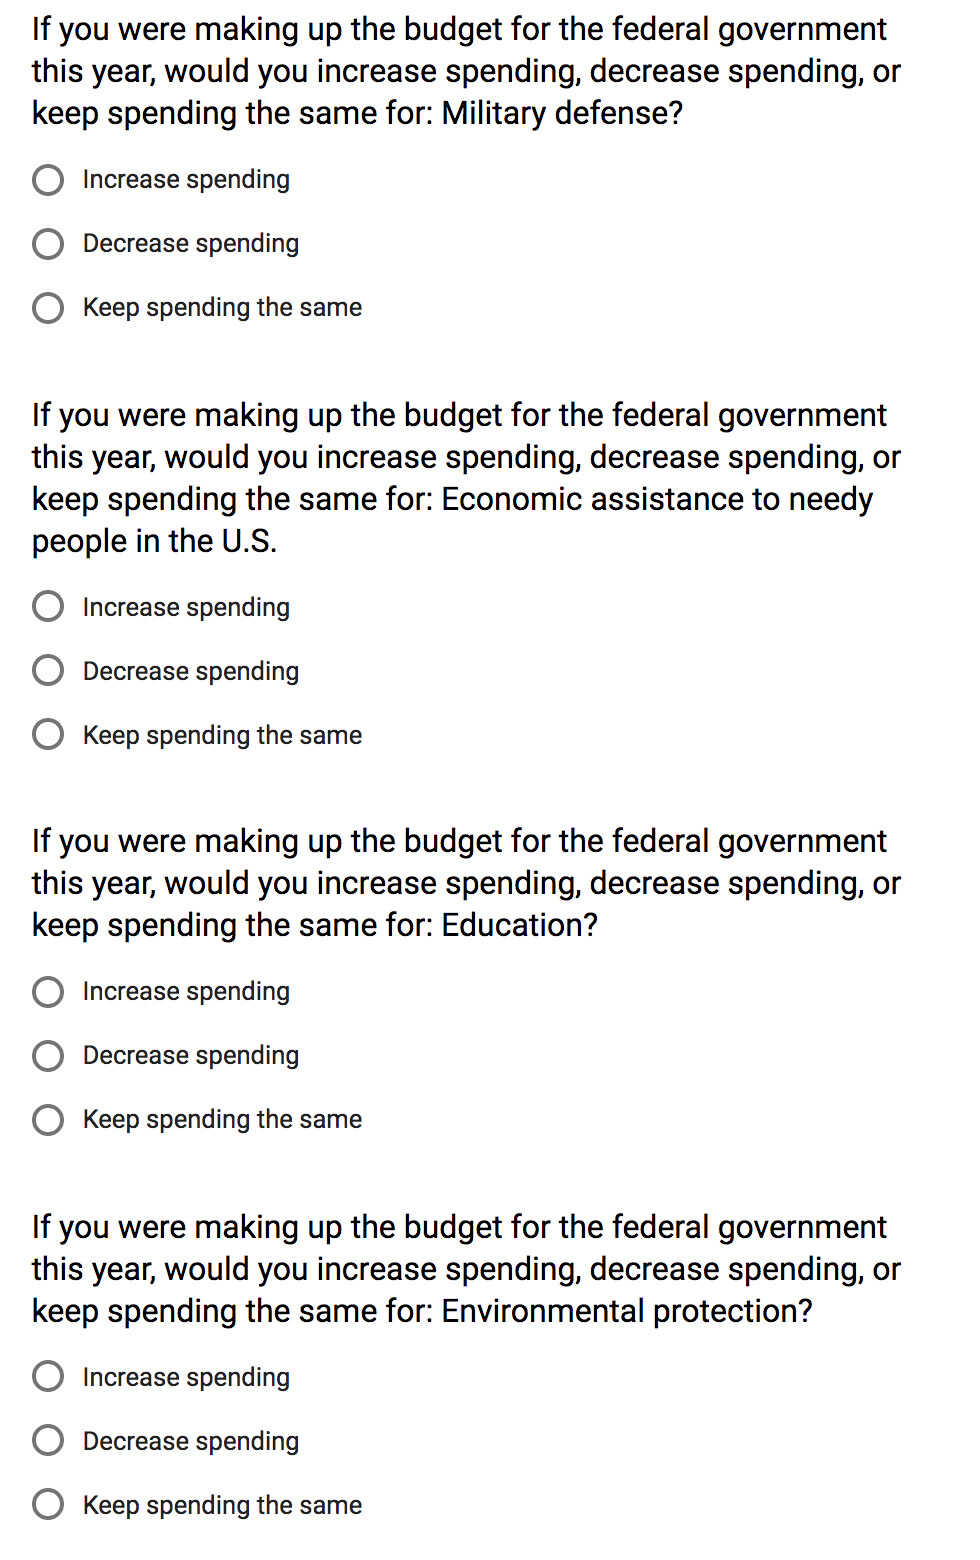 If you were making up the budget for the federal government
this year, would you increase spending, decrease spending, or
keep spending the same for: Military defense?
Increase spending
Decrease spending
Keep spending the same
If you were making up the budget for the federal government
this year, would you increase spending, decrease spending, or
keep spending the same for: Economic assistance to needy
people in the U.S.
Increase spending
Decrease spending
Keep spending the same
If you were making up the budget for the federal government
this year, would you increase spending, decrease spending, or
keep spending the same for: Education?
Increase spending
Decrease spending
Keep spending the same
If you were making up the budget for the federal government
this year, would you increase spending, decrease spending, or
keep spending the same for: Environmental protection?
Increase spending
Decrease spending
Keep spending the same